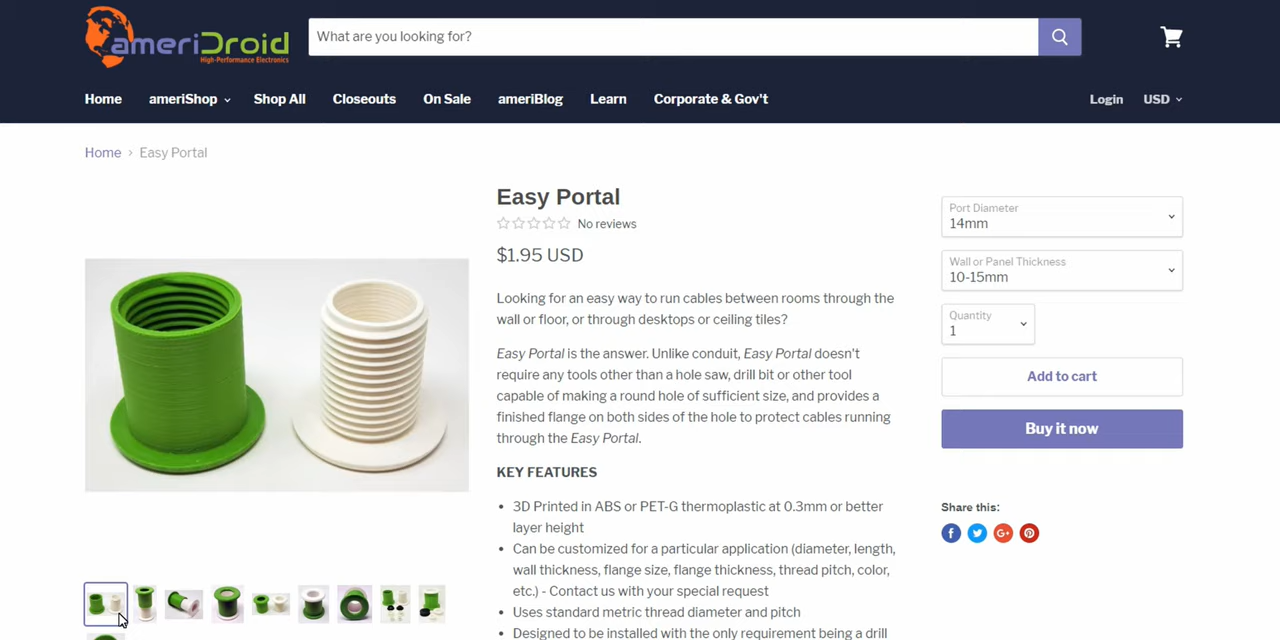 ameriDroid
High-Performance Electronics
What are you looking for?
Home
ameriShop
Shop All
Closeouts
On Sale
ameriBlog
Learn
Corporate & Gov't
Login
USD
Home > Easy Portal
Easy Portal
No reviews
$1.95 USD
Looking for an easy way to run cables between rooms through the
wall or floor, or through desktops or ceiling tiles?
Easy Portal is the answer. Unlike conduit, Easy Portal doesn't
require any tools other than a hole saw, drill bit or other tool
capable of making a round hole of sufficient size, and provides a
finished flange on both sides of the hole to protect cables running
through the Easy Portal.
KEY FEATURES
• 3D Printed in ABS or PET-G thermoplastic at 0.3mm or better
layer height
• Can be customized for a particular application (diameter, length,
wall thickness, flange size, flange thickness, thread pitch, color,
etc.) - Contact us with your special request
• Uses standard metric thread diameter and pitch
• Designed to be installed with the only requirement being a drill
Port Diameter
14mm
Wall or Panel Thickness
10-15mm
Quantity
1
Add to cart
Buy it now
Share this: